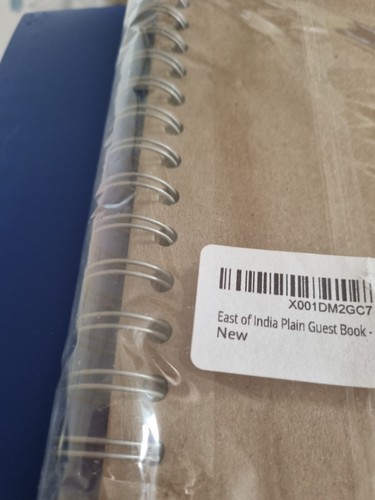 X001DM2GC7
East of India Plain Guest Book -
New